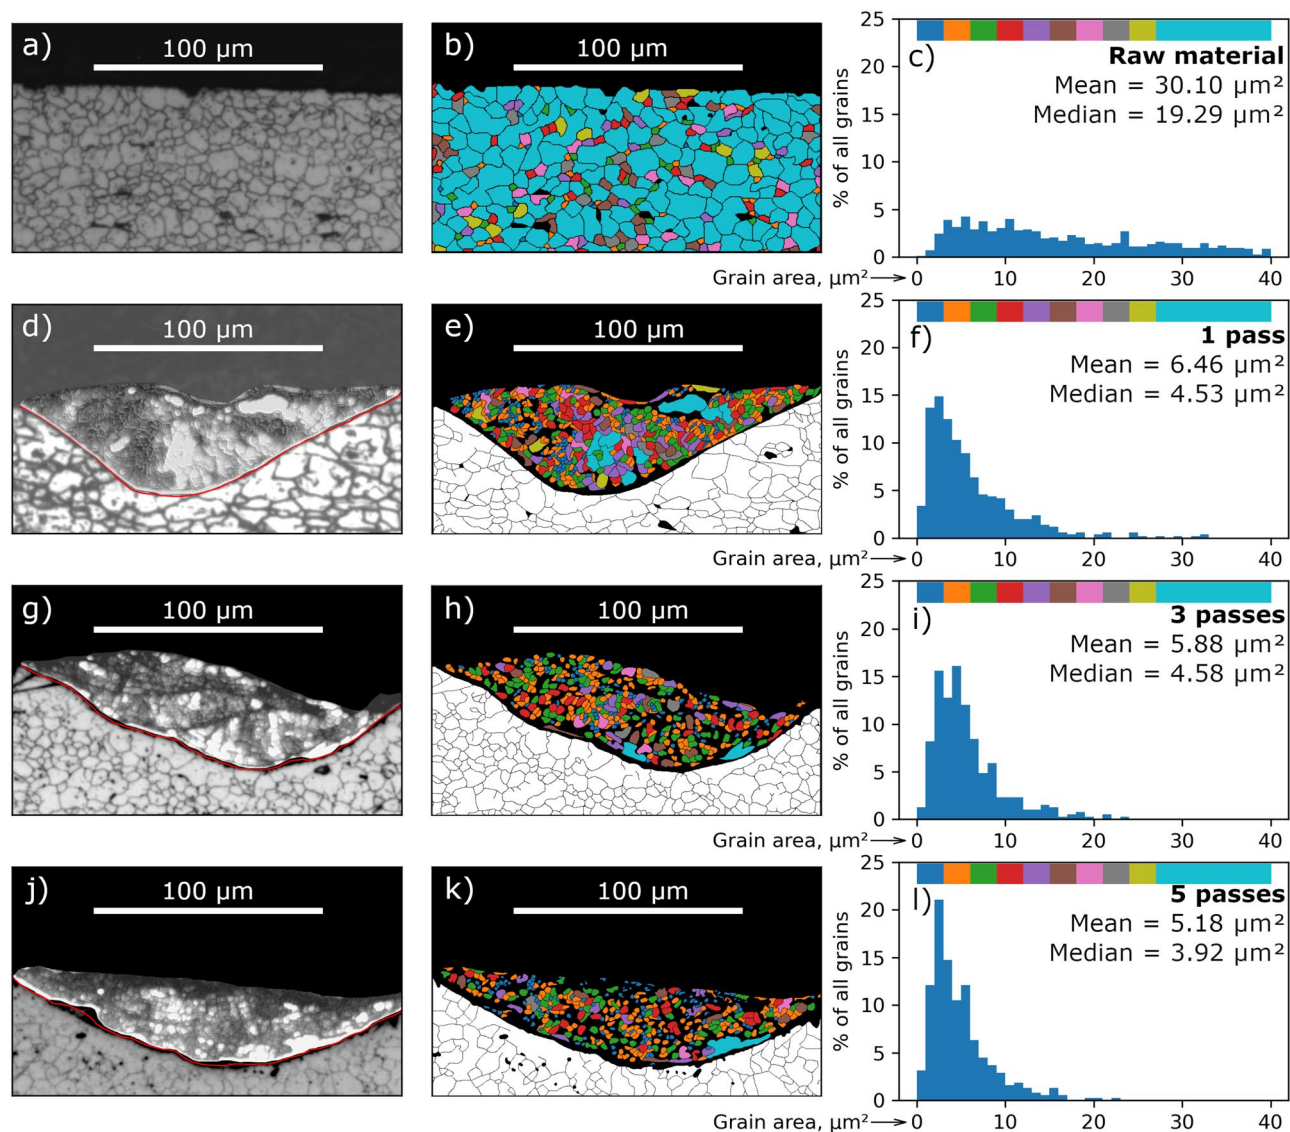 a)
100 µm
b)
100 µm
25
20
15
10
5
0
% of all grains
c)
Raw material
Mean = 30.10 µm²
Median = 19.29 µm²
Grain area, µm²
0
10
20
30
40
d)
100 µm
e)
100 µm
25
20
15
10
5
0
% of all grains
f)
1 pass
Mean = 6.46 µm²
Median = 4.53 µm²
Grain area, µm²
0
10
20
30
40
g)
100 µm
h)
100 µm
25
20
15
10
5
0
% of all grains
i)
3 passes
Mean = 5.88 µm²
Median = 4.58 µm²
Grain area, µm²
0
10
20
30
40
j)
100 µm
k)
100 µm
25
20
15
10
5
0
% of all grains
l)
5 passes
Mean = 5.18 µm²
Median = 3.92 µm²
Grain area, µm²
0
10
20
30
40